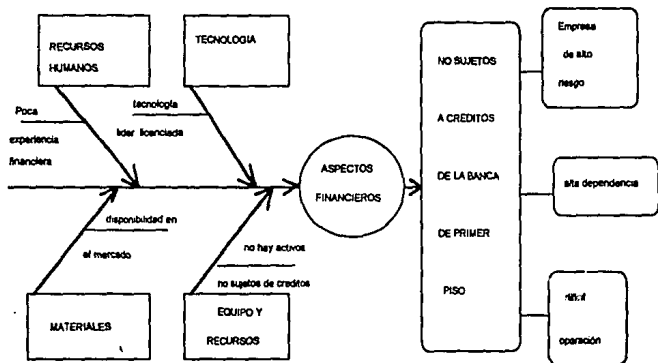 RECURSOS
HUMANOS
TECNOLOGIA
Poca
experiencia
financiera
tecnología
lider licenciada
ASPECTOS
FINANCIEROS
disponibilidad en
el mercado
no hay activos
no sujetos de creditos
MATERIALES
EQUIPO Y
RECURSOS
NO SUJETOS
A CREDITOS
DE LA BANCA
DE PRIMER
PISO
Empresa
de alto
riesgo
alta dependencia
operación